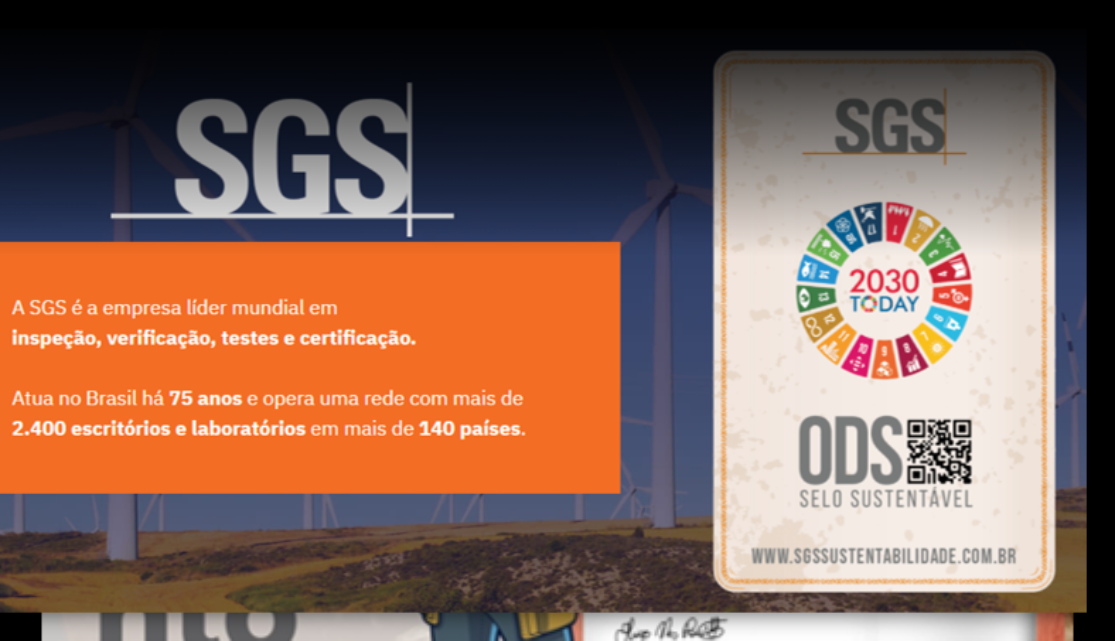 SGS
A SGS é a empresa líder mundial em
inspeção, verificação, testes e certificação.
Atua no Brasil há 75 anos e opera uma rede com mais de
2.400 escritórios e laboratórios em mais de 140 países.
SGS
2030
TODAY
ODS
SELO SUSTENTÁVEL
WWW.SGSSUSTENTABILIDADE.COM.BR